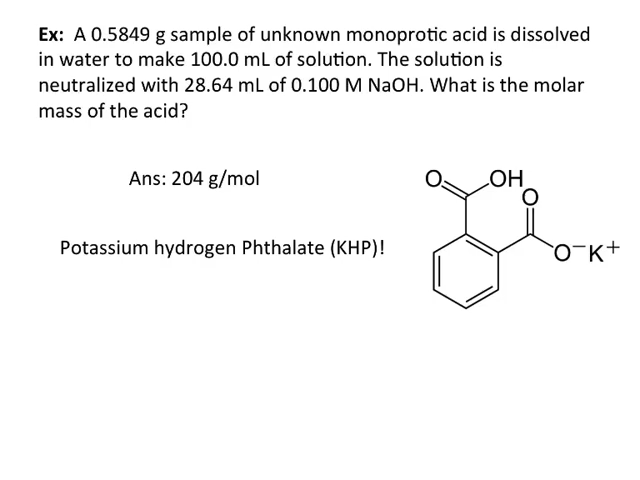 Ex: A 0.5849 g sample of unknown monoprotic acid is dissolved
in water to make 100.0 mL of solution. The solution is
neutralized with 28.64 mL of 0.100 M NaOH. What is the molar
mass of the acid?
Ans: 204 g/mol
O OH
O
Potassium hydrogen Phthalate (KHP)!
O⁻K⁺